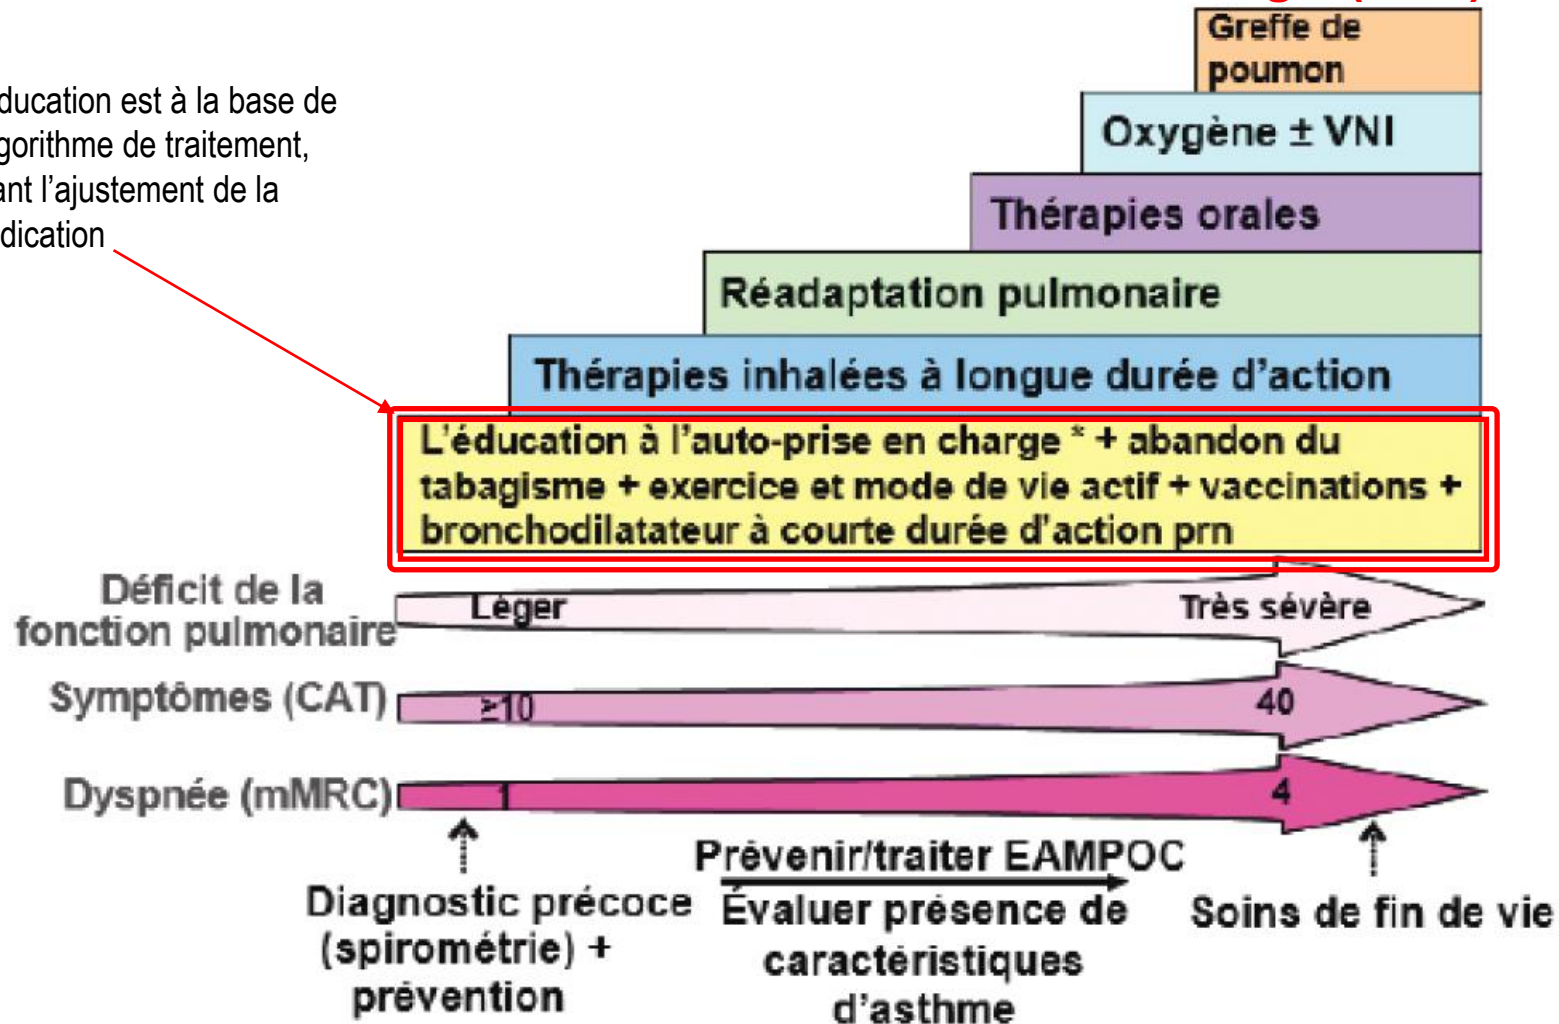 Greffe de
poumon
ducation est à la base de
gorithme de traitement,
ant l'ajustement de la
dication
Oxygène ± VNI
Thérapies orales
Réadaptation pulmonaire
Thérapies inhalées à longue durée d'action
L'éducation à l'auto-prise en charge * + abandon du
tabagisme + exercice et mode de vie actif + vaccinations +
bronchodilatateur à courte durée d'action prn
Déficit de la
fonction pulmonaire
Léger
Très sévère
Symptômes (CAT)
≥10
40
Dyspnée (mMRC)
1
4
Prévenir/traiter EAMPOC
Diagnostic précoce
(spirométrie) +
prévention
Évaluer présence de
caractéristiques
d'asthme
Soins de fin de vie